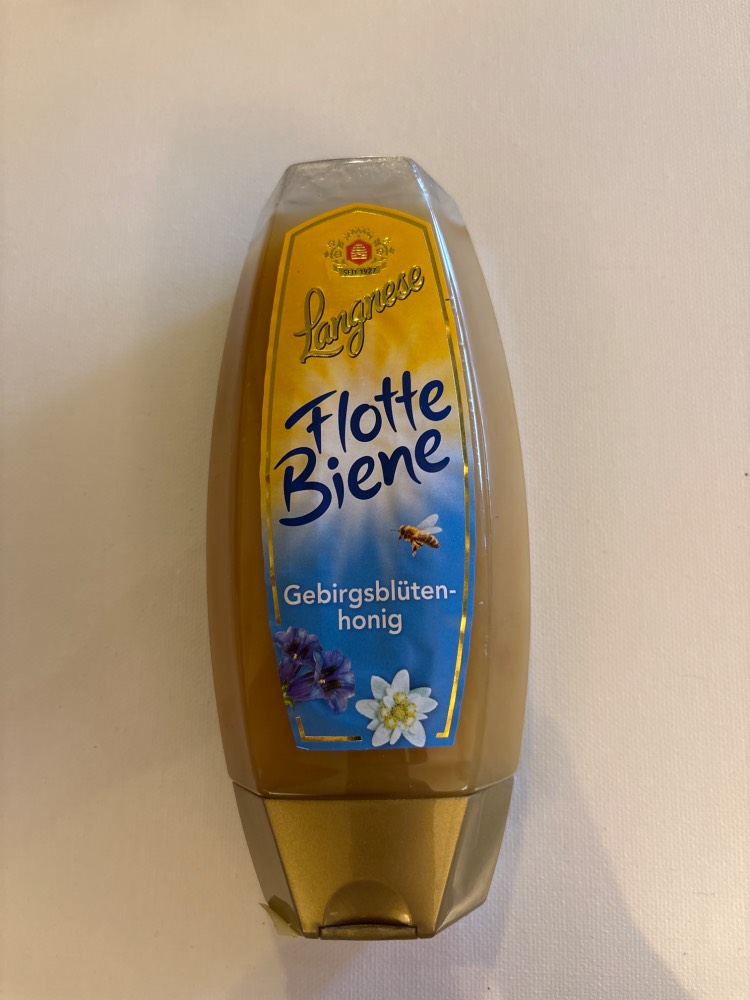 SEIT 1927
Langnese
Flotte
Biene
Gebirgsblüten-
honig